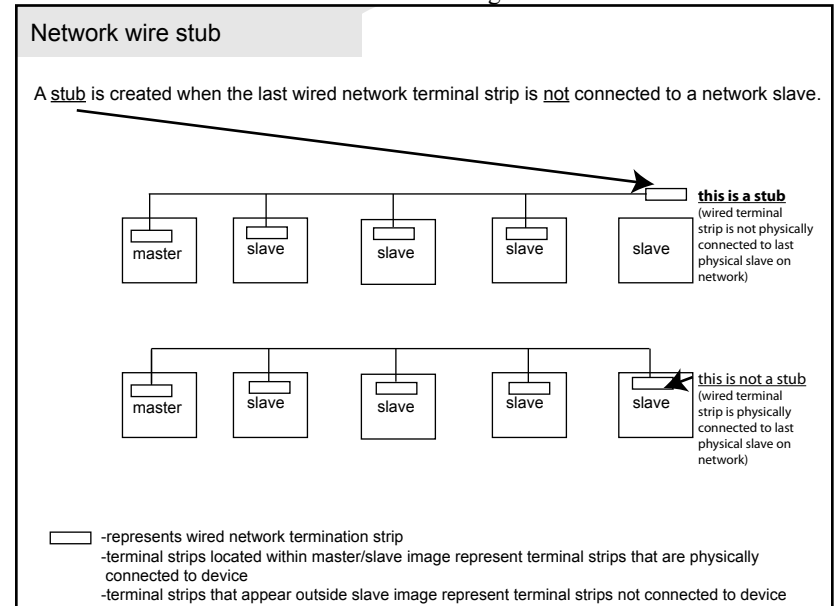 Network wire stub
A stub is created when the last wired network terminal strip is not connected to a network slave.
this is a stub
(wired terminal
strip is not physically
connected to last
physical slave on
network)
master
slave
slave
slave
slave
this is not a stub
(wired terminal
strip is physically
connected to last
physical slave on
network)
master
slave
slave
slave
slave
-represents wired network termination strip
-terminal strips located within master/slave image represent terminal strips that are physically
connected to device
-terminal strips that appear outside slave image represent terminal strips not connected to device